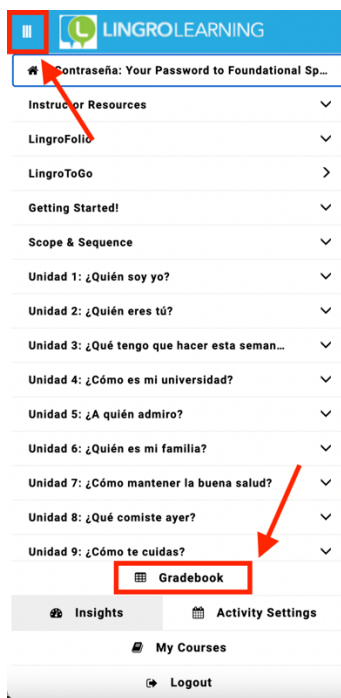 LINGROLEARNING
Contraseña: Your Password to Foundational Sp...
Instructor Resources
LingroFolio
LingroToGo
Getting Started!
Scope & Sequence
Unidad 1: ¿Quién soy yo?
Unidad 2: ¿Quién eres tú?
Unidad 3: ¿Qué tengo que hacer esta seman...
Unidad 4: ¿Cómo es mi universidad?
Unidad 5: ¿A quién admiro?
Unidad 6: ¿Quién es mi familia?
Unidad 7: ¿Cómo mantener la buena salud?
Unidad 8: ¿Qué comiste ayer?
Unidad 9: ¿Cómo te cuidas?
Gradebook
Insights Activity Settings
My Courses
Logout